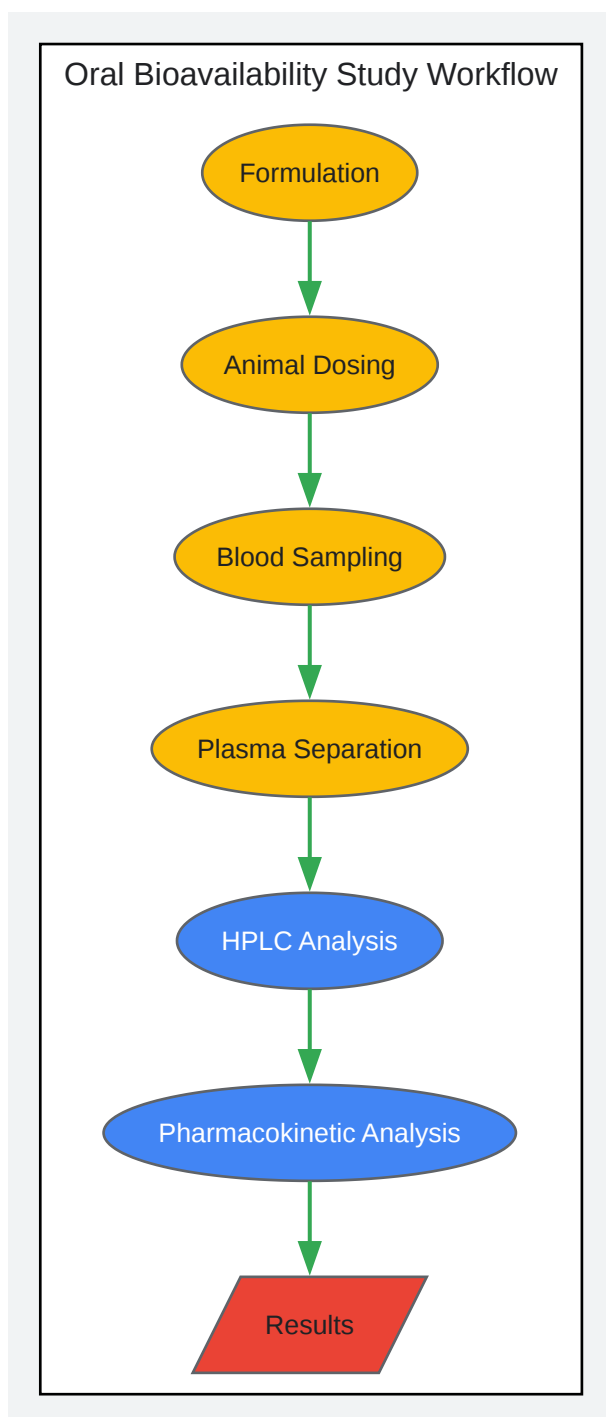 Oral Bioavailability Study Workflow
Formulation
Animal Dosing
Blood Sampling
Plasma Separation
HPLC Analysis
Pharmacokinetic Analysis
Results